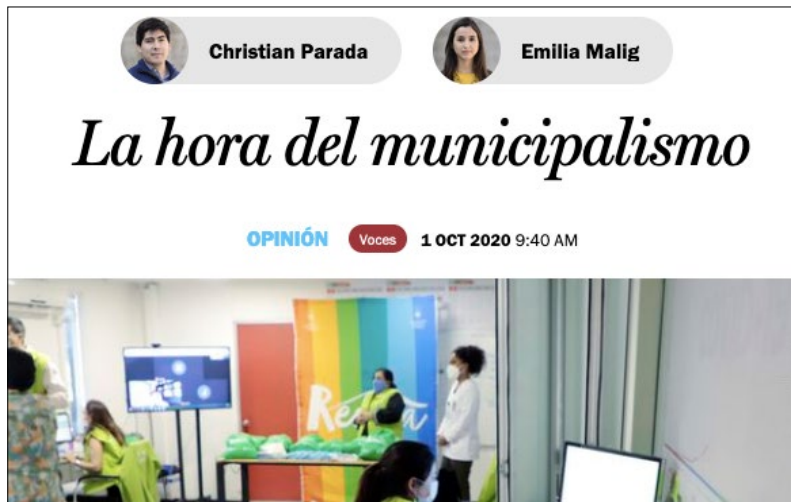 Christian Parada
Emilia Malig
La hora del municipalismo
OPINIÓN Voces 1 OCT 2020 9:40 AM